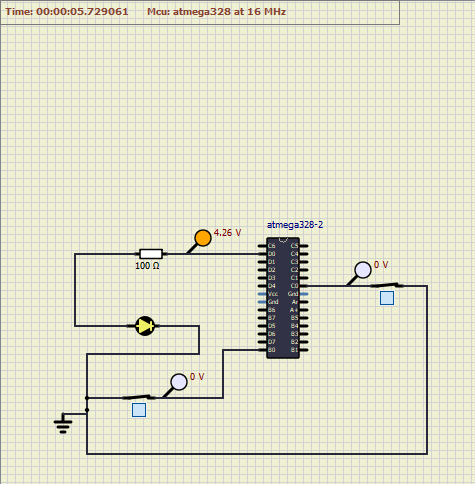 Time: 00:00:05.729061 Mcu: atmega328 at 16 MHz
atmega328-2
4.26 V
100 Ω
0 V
0 V
C6 C5
D0 C4
D1 C3
D2 C2
D3 C1
D4 C0
Vcc Gnd
Gnd Ar
B6 A+
B7 B5
D5 B4
D6 B3
D7 B2
B0 B1